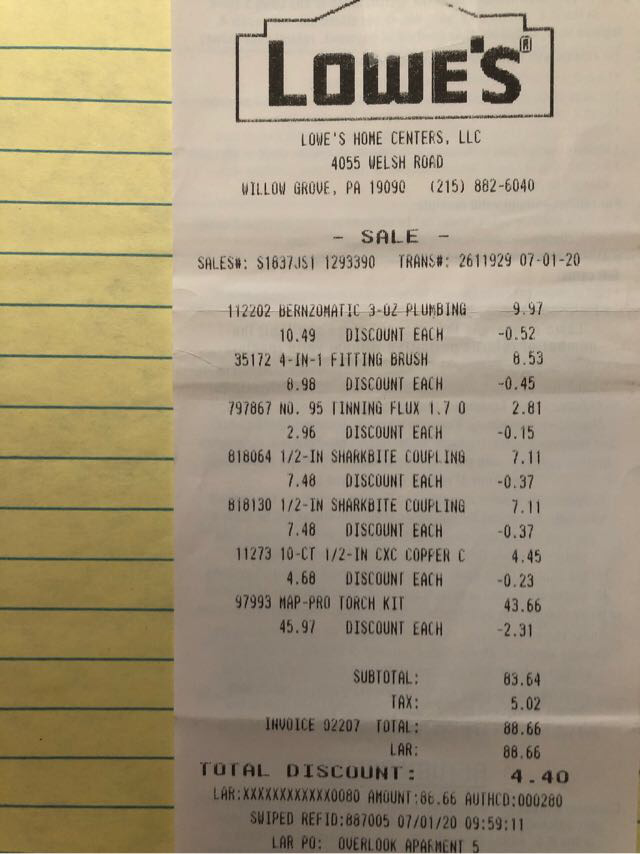 LOWE'S®
LOWE'S HOME CENTERS, LLC
4055 WELSH ROAD
WILLOW GROVE, PA 19090 (215) 882-6040
- SALE -
SALES#: S1837JS1 1293390 TRANS#: 2611929 07-01-20
112202 BERNZOMATIC 3-OZ PLUMBING 9.97
10.49 DISCOUNT EACH -0.52
35172 4-IN-1 FITTING BRUSH 8.53
8.98 DISCOUNT EACH -0.45
797867 NO. 95 TINNING FLUX 1.7 O 2.81
2.96 DISCOUNT EACH -0.15
818064 1/2-IN SHARKBITE COUPLING 7.11
7.48 DISCOUNT EACH -0.37
818130 1/2-IN SHARKBITE COUPLING 7.11
7.48 DISCOUNT EACH -0.37
11273 10-CT 1/2-IN CXC COPPER C 4.45
4.68 DISCOUNT EACH -0.23
97993 MAP-PRO TORCH KIT 43.66
45.97 DISCOUNT EACH -2.31
SUBTOTAL: 83.64
TAX: 5.02
INVOICE 02207 TOTAL: 88.66
LAR: 88.66
TOTAL DISCOUNT: 4.40
LAR:XXXXXXXXXXXX0080 AMOUNT:88.66 AUTHCD:000280
SWIPED REFID:887005 07/01/20 09:59:11
LAR PO: OVERLOOK APARMENT 5